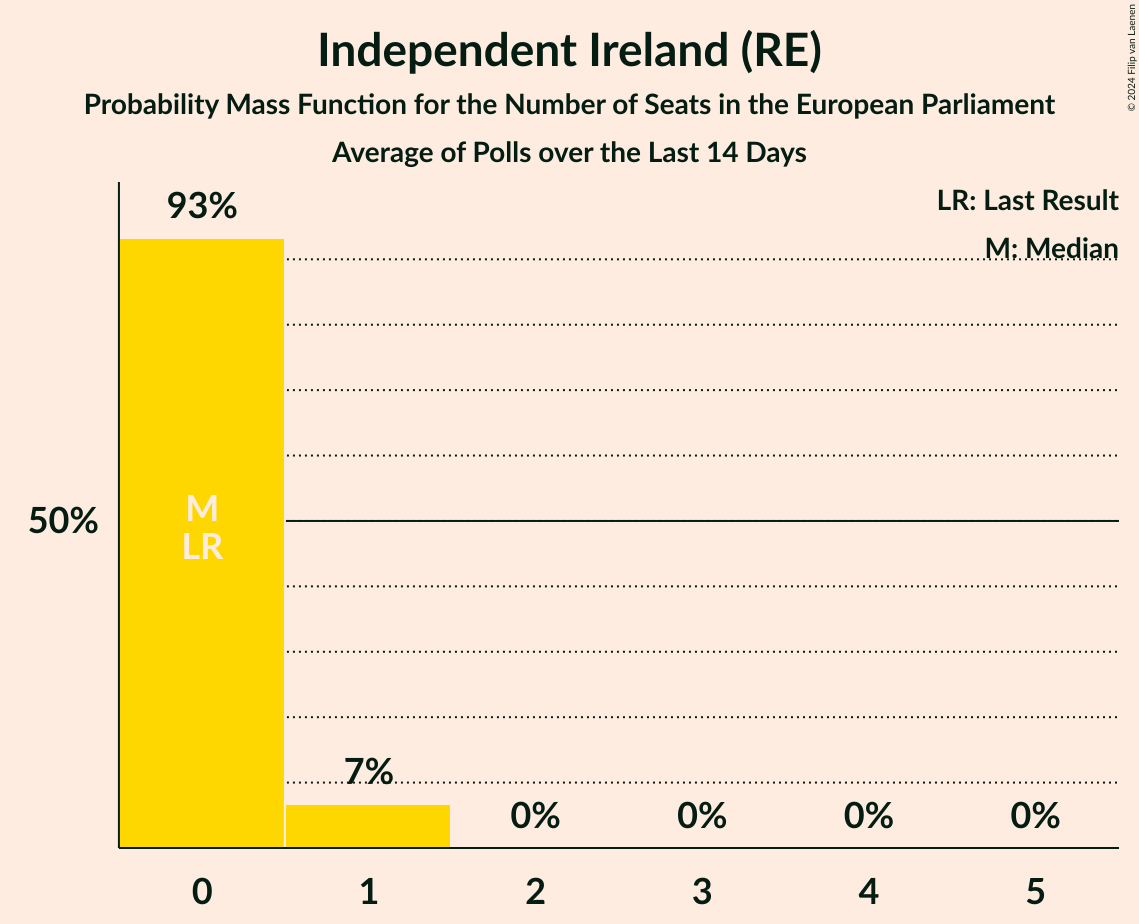 Independent Ireland (RE)
Probability Mass Function for the Number of Seats in the European Parliament
Average of Polls over the Last 14 Days
© 2024 Filip van Laenen
LR: Last Result
M: Median
93%
50%
M
LR
7%
0%
0%
0%
0%
0
1
2
3
4
5